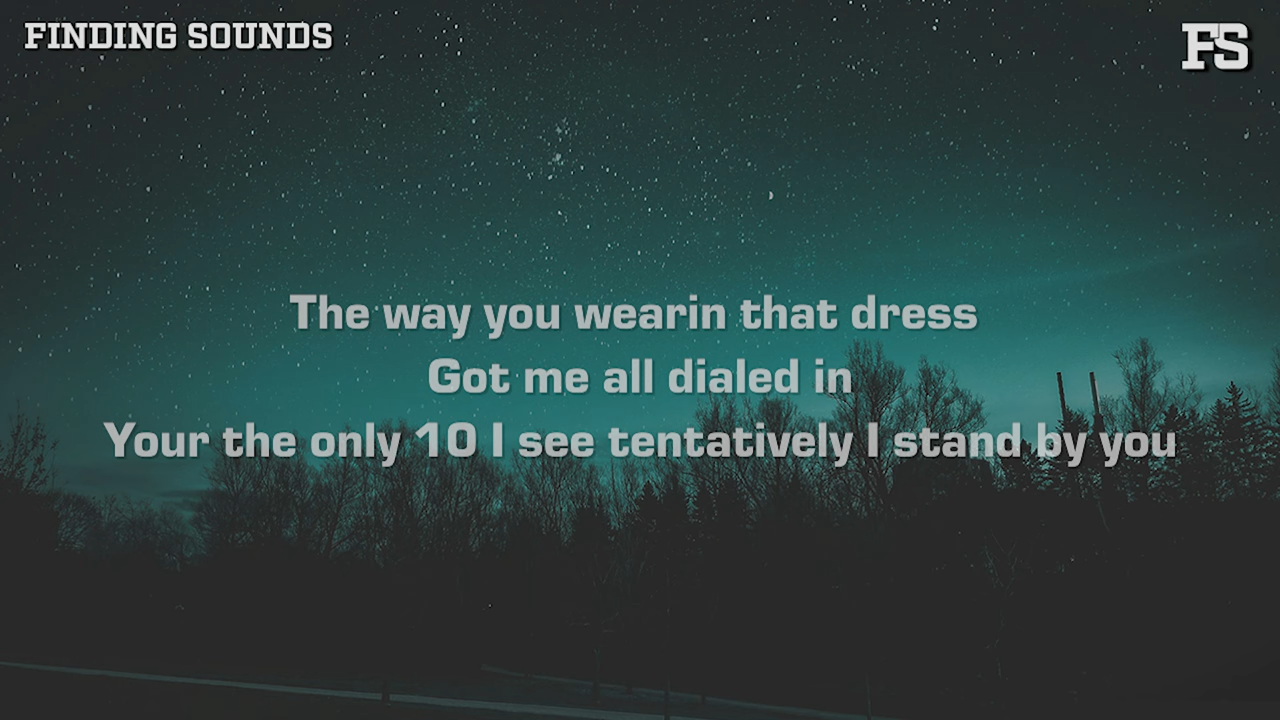 FINDING SOUNDS
FS
The way you wearin that dress
Got me all dialed in
Your the only 10 I see tentatively I stand by you